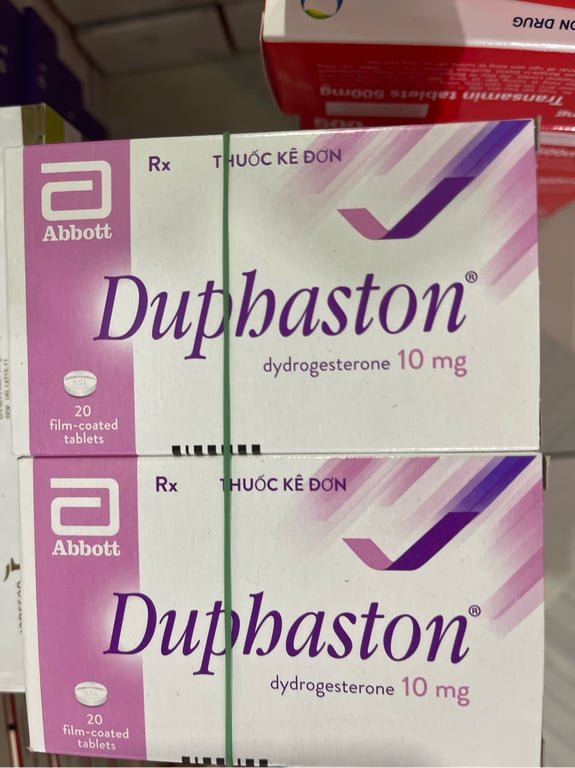 Transamin tablets 500mg
Rx THUỐC KÊ ĐƠN
Abbott
Duphaston®
dydrogesterone 10 mg
20
film-coated
tablets
Rx THUỐC KÊ ĐƠN
Abbott
Duphaston®
dydrogesterone 10 mg
20
film-coated
tablets